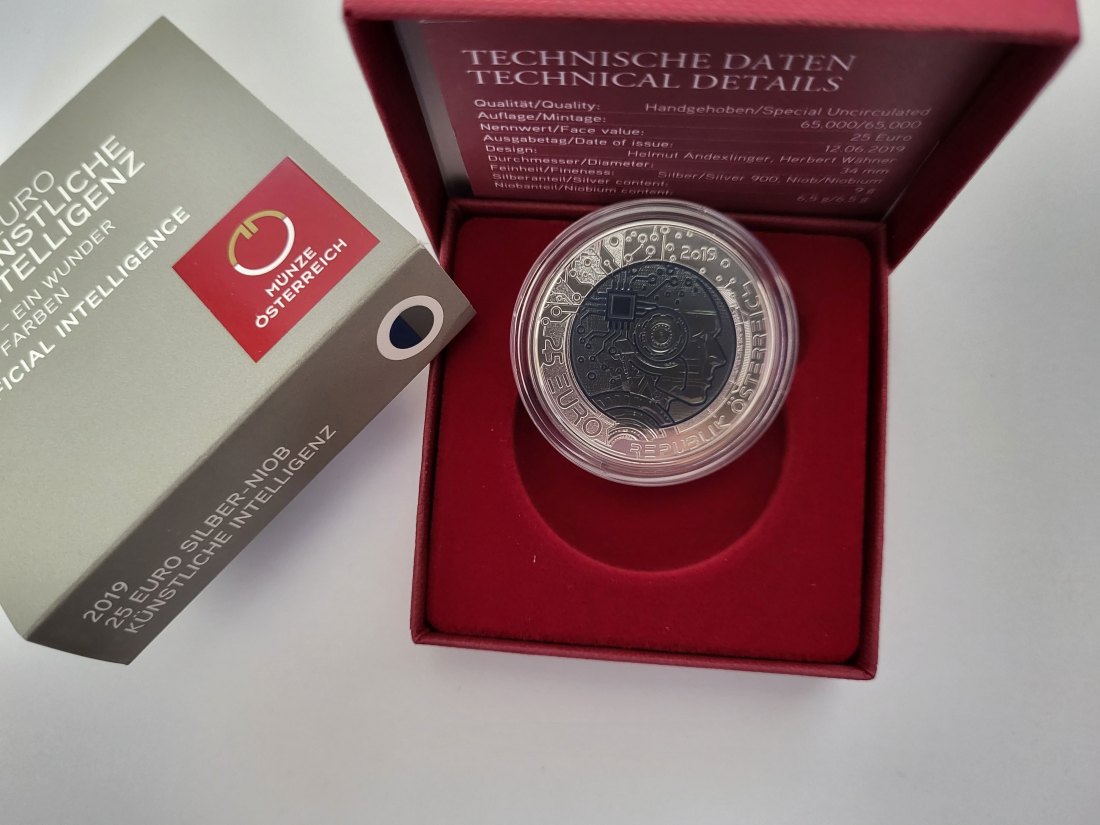 EURO
KÜNSTLICHE
INTELLIGENZ
– EIN WUNDER
FARBEN
INTELLIGENCE
MÜNZE
ÖSTERREICH
2019
25 EURO SILBER-NIOB
KÜNSTLICHE INTELLIGENZ
TECHNISCHE DATEN
TECHNICAL DETAILS
Qualität/Quality: Handgehoben/Special Uncirculated
Auflage/Mintage: 65.000/65,000
Nennwert/Face value: 25 Euro
Ausgabetag/Date of issue: 12.06.2019
Design: Helmut Andexlinger, Herbert Wähner
Durchmesser/Diameter: 34 mm
Feinheit/Fineness: Silber/Silver 900, Niob/Niobium
Silberanteil/Silver content: 9 g
Niobanteil/Niobium content: 6,5 g/6.5 g
2019
25 EURO
REPUBLIK ÖSTERREICH